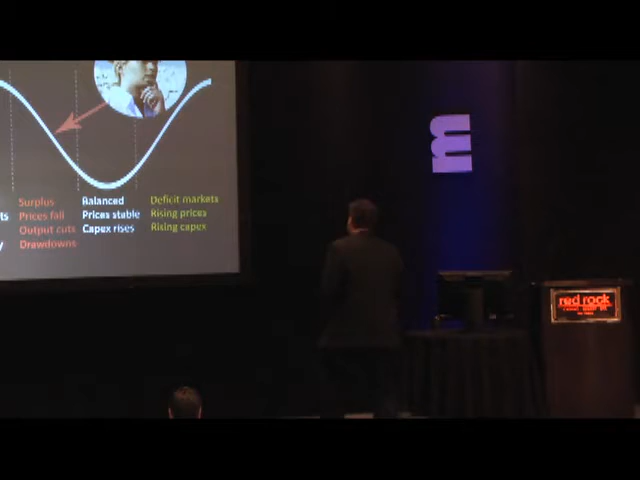 Surplus
Prices fall
Output cuts
Drawdowns
Balanced
Prices stable
Capex rises
Deficit markets
Rising prices
Rising capex
ts
y
m
red rock